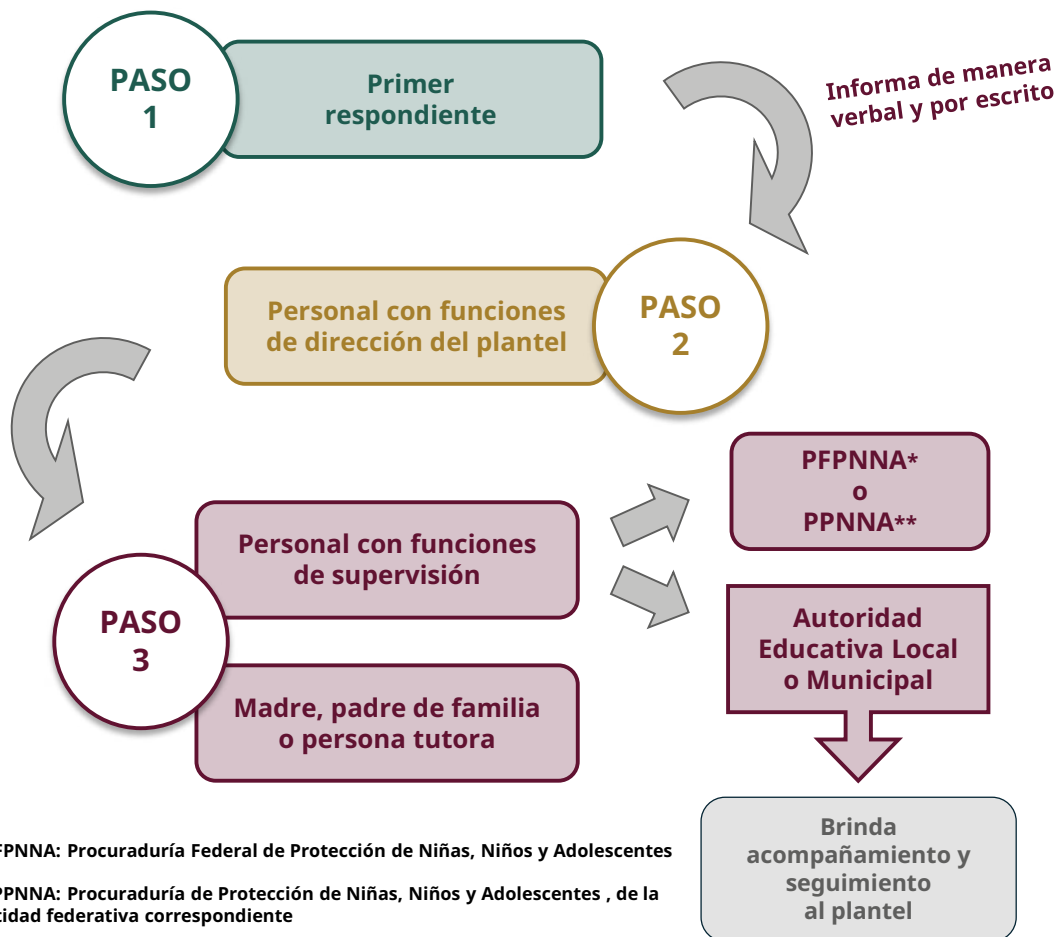 PASO
1
Primer
respondiente
Informa de manera
verbal y por escrito
Personal con funciones
de dirección del plantel
PASO
2
PFPNNA*
o
PPNNA**
Personal con funciones
de supervisión
PASO
3
Autoridad
Educativa Local
o Municipal
Madre, padre de familia
o persona tutora
Brinda
acompañamiento y
seguimiento
al plantel
FPNNA: Procuraduría Federal de Protección de Niñas, Niños y Adolescentes
PPNNA: Procuraduría de Protección de Niñas, Niños y Adolescentes , de la
tidad federativa correspondiente